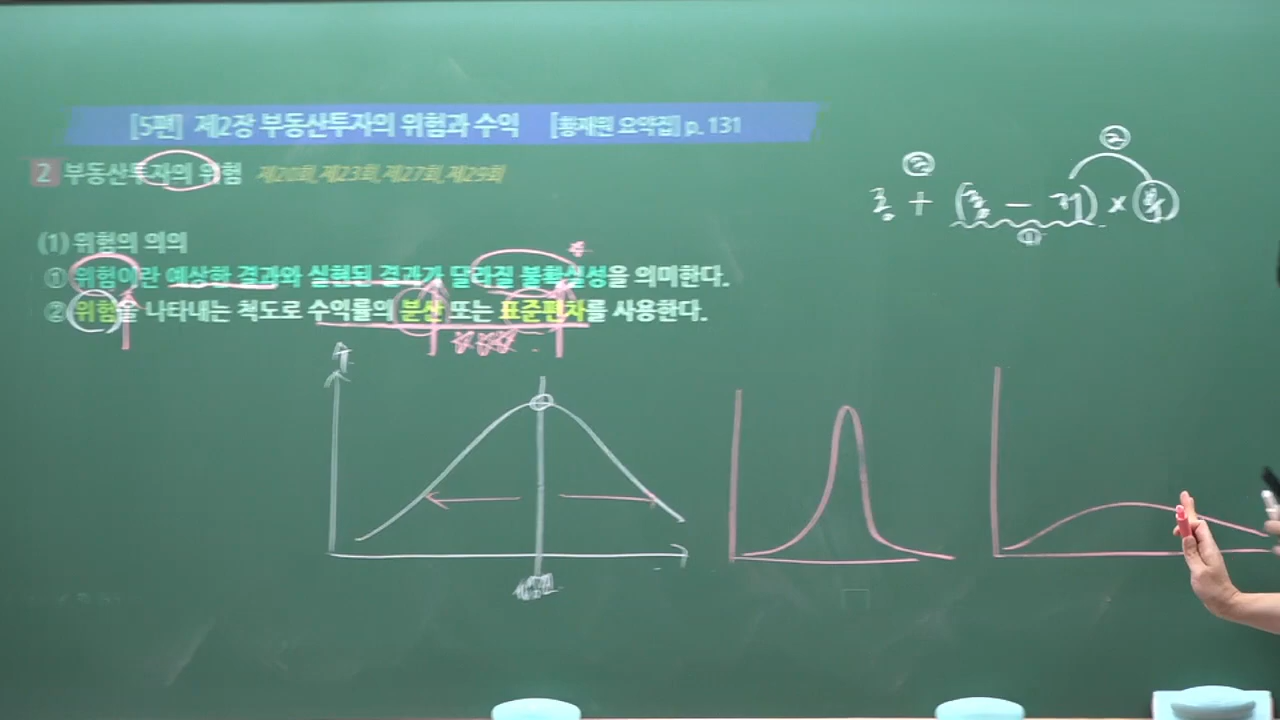 [5편] 제2장 부동산투자의 위험과 수익 [황재원 요약집] p. 131
2 부동산투자의 위험 제20회,제23회,제27회,제29회
② ②
+ ( − ) ×
①
(1) 위험의 의의
① 위험이란 예상한 결과와 실현된 결과가 달라질 불확실성을 의미한다.
② 위험을 나타내는 척도로 수익률의 분산 또는 표준편차를 사용한다.